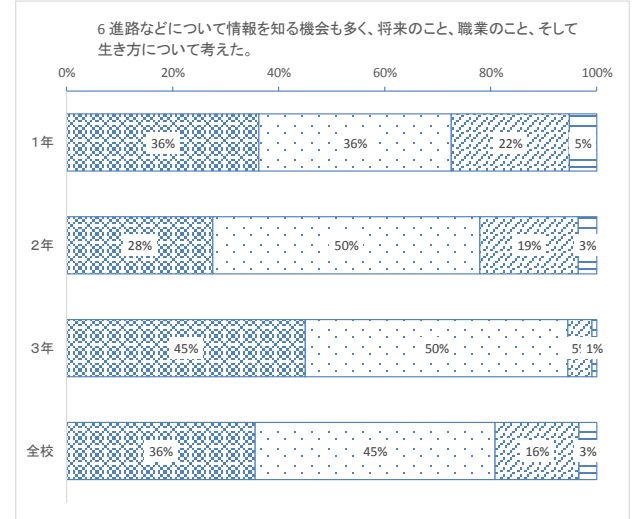 6 進路などについて情報を知る機会も多く、将来のこと、職業のこと、そして
生き方について考えた。
0% 20% 40% 60% 80% 100%
1年 36% 36% 22% 5%
2年 28% 50% 19% 3%
3年 45% 50% 5% 1%
全校 36% 45% 16% 3%